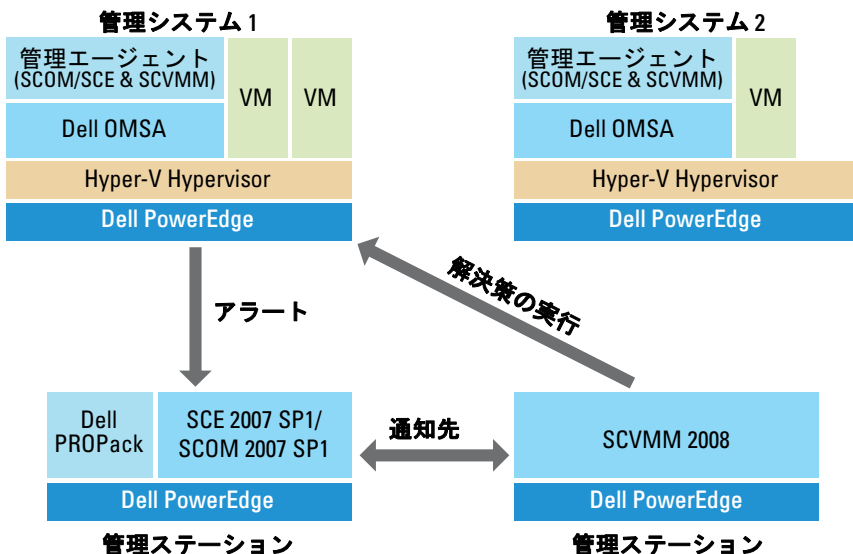 管理システム 1
管理エージェント
(SCOM/SCE & SCVMM)
VM
VM
Dell OMSA
Hyper-V Hypervisor
Dell PowerEdge
管理システム 2
管理エージェント
(SCOM/SCE & SCVMM)
VM
Dell OMSA
Hyper-V Hypervisor
Dell PowerEdge
アラート
解決策の実行
Dell
PROPack
SCE 2007 SP1/
SCOM 2007 SP1
Dell PowerEdge
管理ステーション
通知先
SCVMM 2008
Dell PowerEdge
管理ステーション